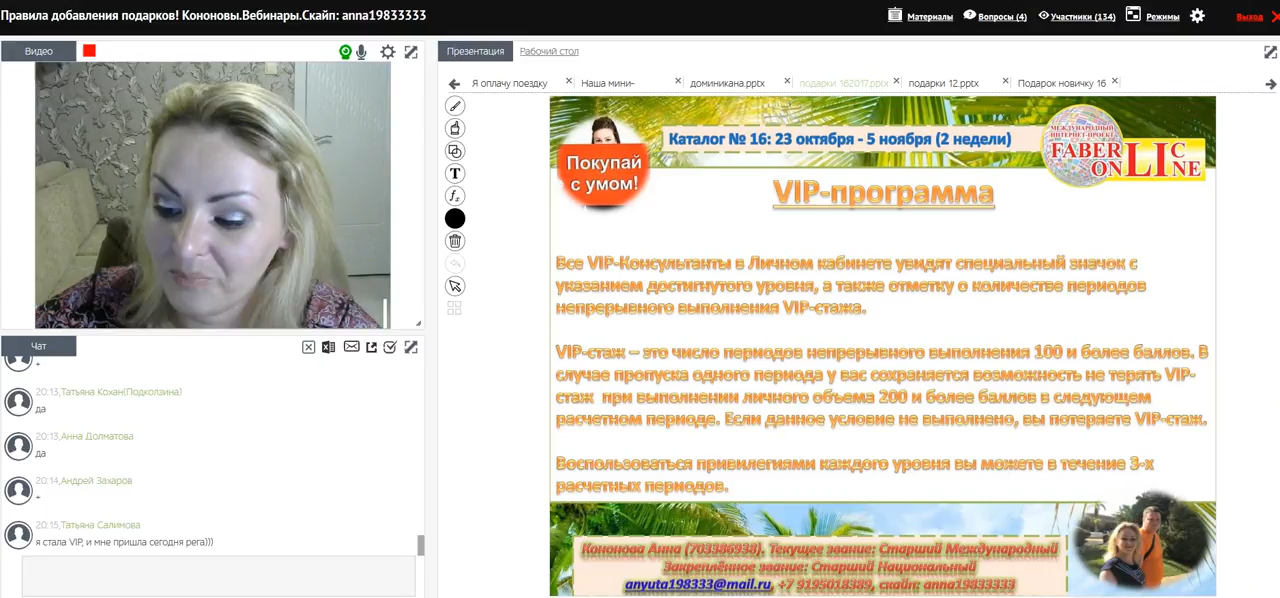 Правила добавления подарков! Кононовы.Вебинары.Скайп: anna19833333
Материалы
Вопросы (4)
Участники (134)
Режимы
Выход
Видео
Презентация
Рабочий стол
Я оплачу поездку
Наша мини-
доминикана.pptx
подарки 162017.pptx
подарки 12.pptx
Подарок новичку 16
Покупай
с умом!
Каталог № 16: 23 октября - 5 ноября (2 недели)
МЕЖДУНАРОДНЫЙ
ИНТЕРНЕТ-ПРОЕКТ
FABERLIC
ONLINE
VIP-программа
Все VIP-Консультанты в Личном кабинете увидят специальный значок с
указанием достигнутого уровня, а также отметку о количестве периодов
непрерывного выполнения VIP-стажа.
VIP-стаж – это число периодов непрерывного выполнения 100 и более баллов. В
случае пропуска одного периода у вас сохраняется возможность не терять VIP-
стаж при выполнении личного объема 200 и более баллов в следующем
расчетном периоде. Если данное условие не выполнено, вы потеряете VIP-стаж.
Воспользоваться привилегиями каждого уровня вы можете в течение 3-х
расчетных периодов.
Кононова Анна (703386938). Текущее звание: Старший Международный
Закреплённое звание: Старший Национальный
anyuta198333@mail.ru, +7 9195018389, скайп: anna19833333
Чат
+
20:13,Татьяна Кохан(Подколзина)
да
20:13,Анна Долматова
да
20:14,Андрей Захаров
+
20:15,Татьяна Салимова
я стала VIP, и мне пришла сегодня рега)))
T
fx